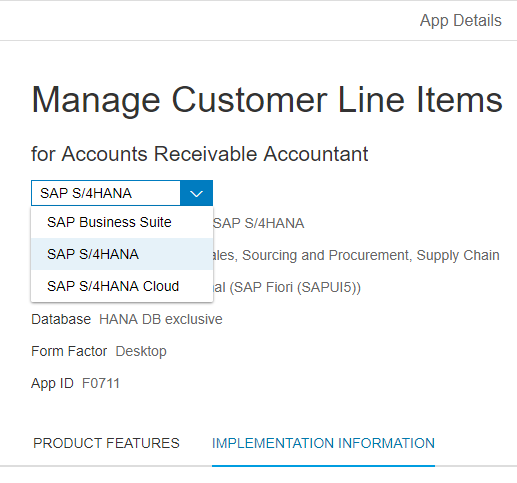 App Details
Manage Customer Line Items
for Accounts Receivable Accountant
SAP S/4HANA
SAP Business Suite
SAP S/4HANA
SAP S/4HANA
ales, Sourcing and Procurement, Supply Chain
SAP S/4HANA Cloud
al (SAP Fiori (SAPUI5))
Database HANA DB exclusive
Form Factor Desktop
App ID F0711
PRODUCT FEATURES IMPLEMENTATION INFORMATION